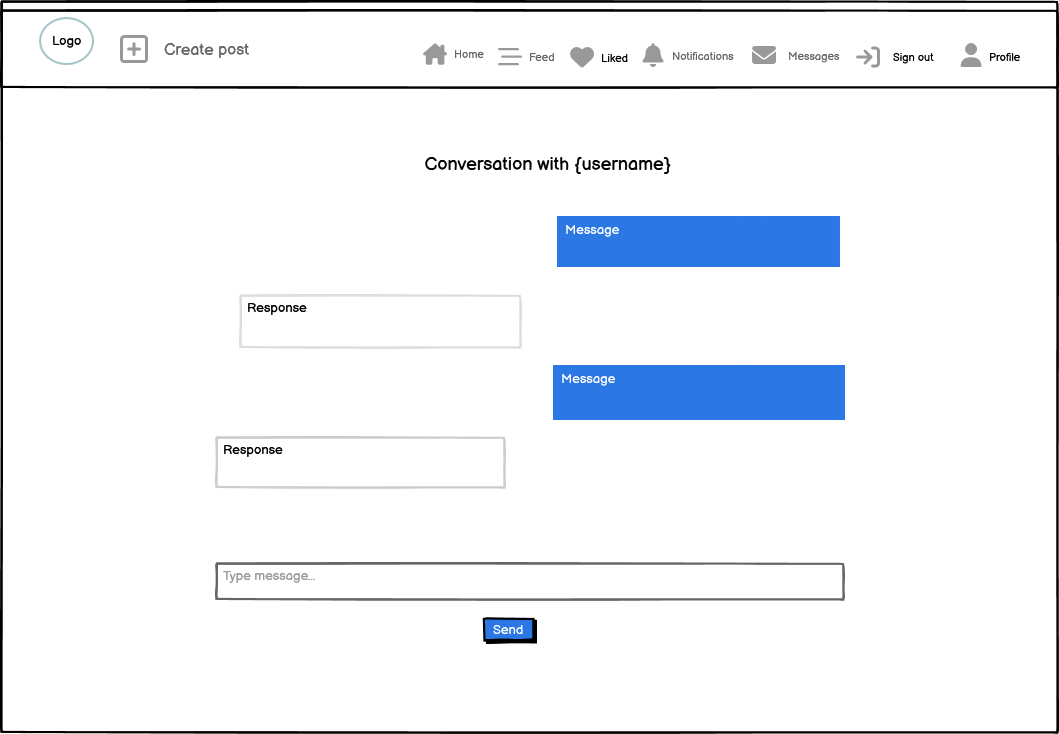 Logo
Create post
Home
Feed
Liked
Notifications
Messages
Sign out
Profile
Conversation with {username}
Message
Response
Message
Response
Type message...
Send